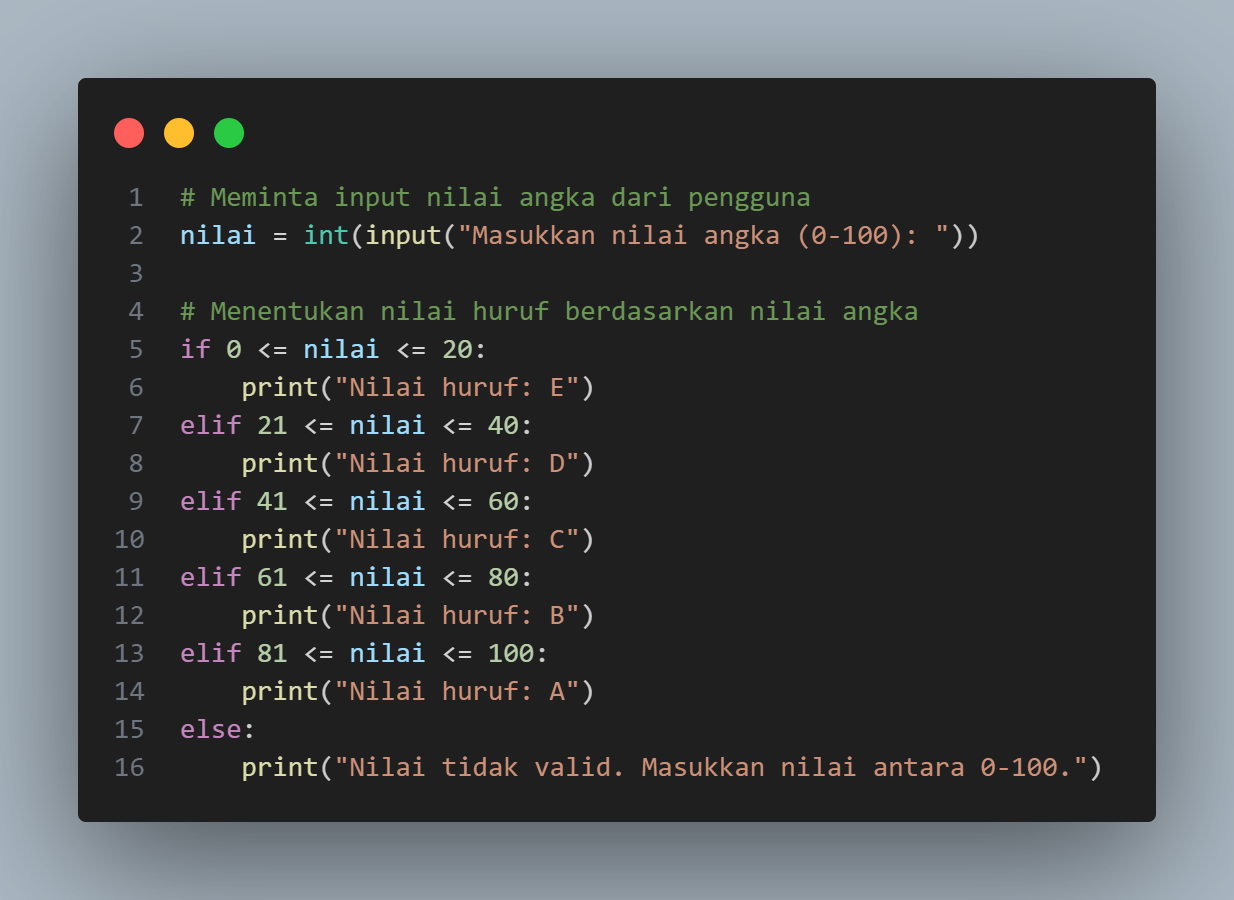 1 # Meminta input nilai angka dari pengguna
2 nilai = int(input("Masukkan nilai angka (0-100): "))
3
4 # Menentukan nilai huruf berdasarkan nilai angka
5 if 0 <= nilai <= 20:
6     print("Nilai huruf: E")
7 elif 21 <= nilai <= 40:
8     print("Nilai huruf: D")
9 elif 41 <= nilai <= 60:
10     print("Nilai huruf: C")
11 elif 61 <= nilai <= 80:
12     print("Nilai huruf: B")
13 elif 81 <= nilai <= 100:
14     print("Nilai huruf: A")
15 else:
16     print("Nilai tidak valid. Masukkan nilai antara 0-100.")